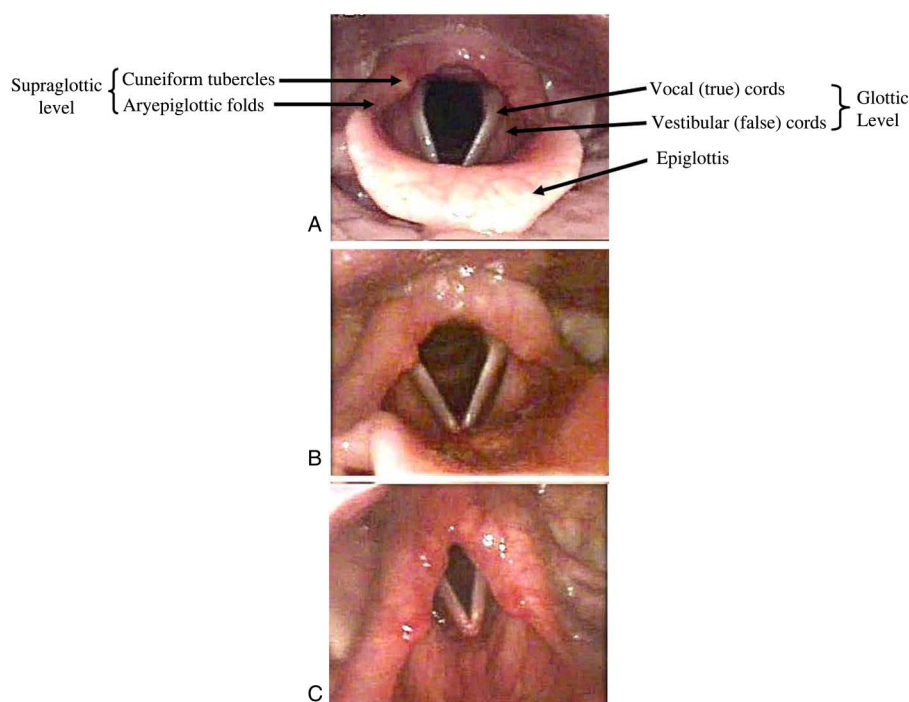 Supraglottic level
Cuneiform tubercles
Aryepiglottic folds
Vocal (true) cords
Vestibular (false) cords
Glottic Level
Epiglottis
A
B
C